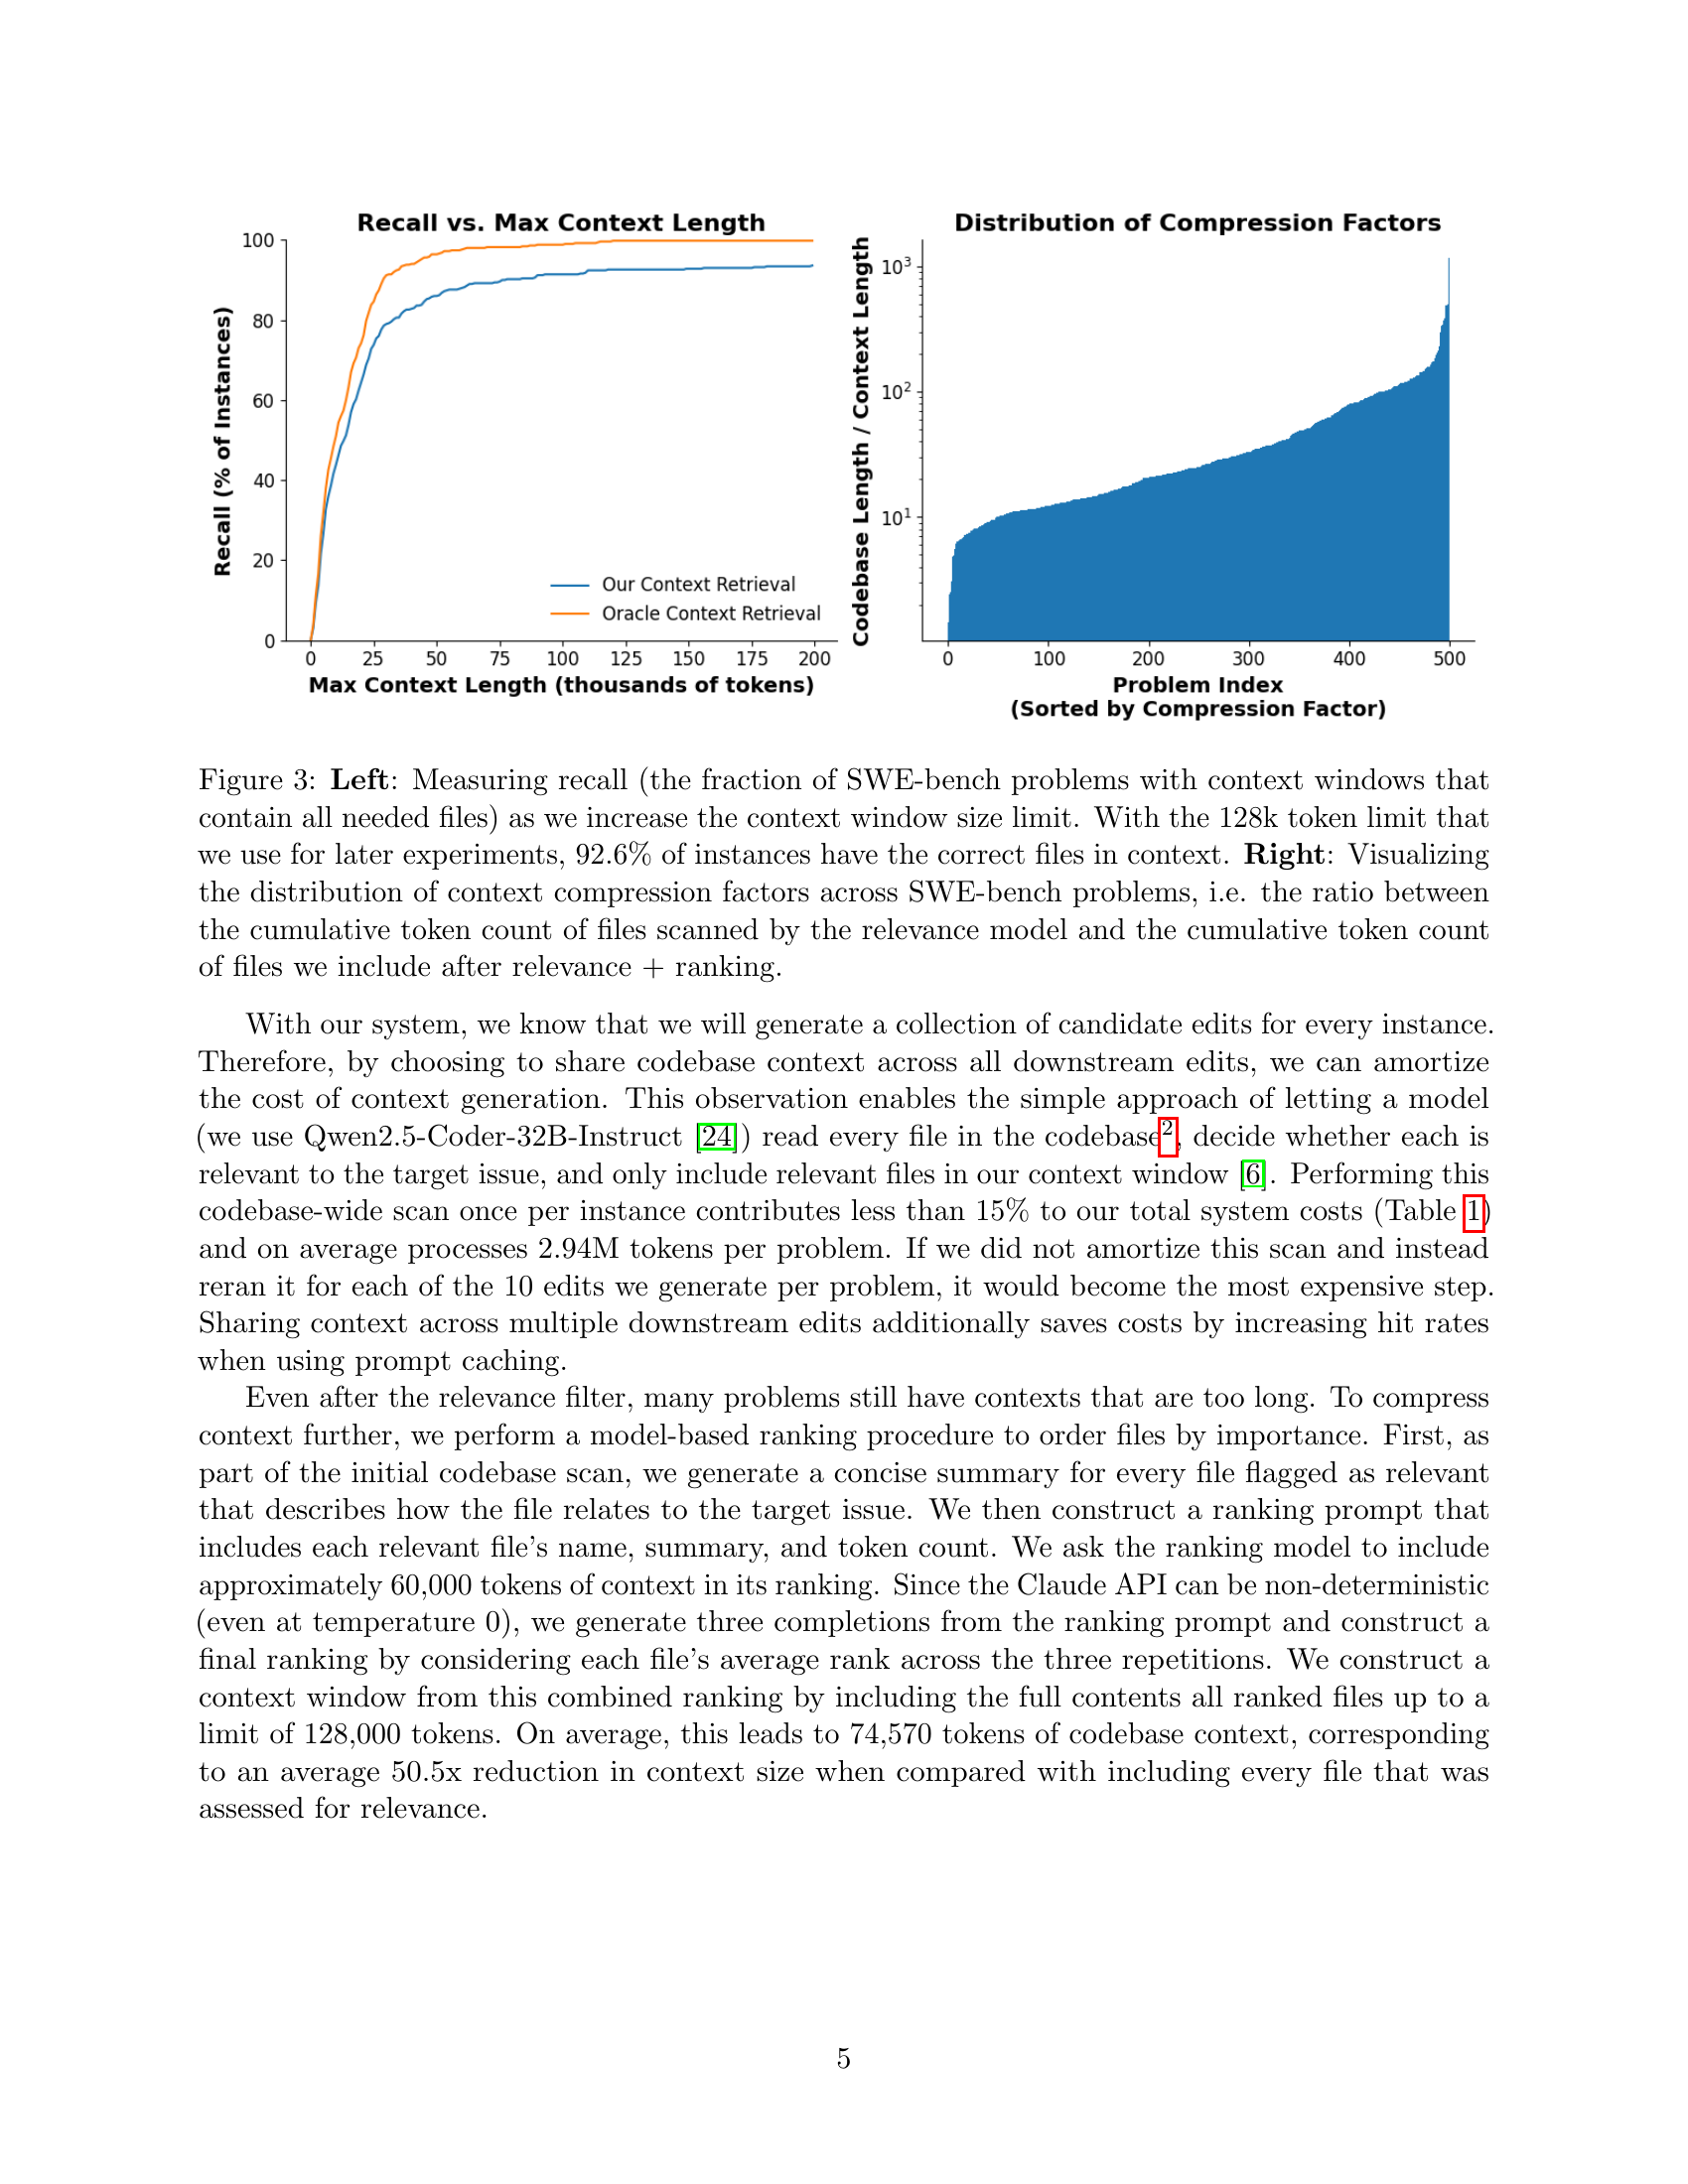 Recall vs. Max Context Length
Recall (% of Instances)
100
80
60
40
20
0
Our Context Retrieval
Oracle Context Retrieval
0 25 50 75 100 125 150 175 200
Max Context Length (thousands of tokens)
Distribution of Compression Factors
Codebase Length / Context Length
10³
10²
10¹
0 100 200 300 400 500
Problem Index
(Sorted by Compression Factor)
Figure 3: Left: Measuring recall (the fraction of SWE-bench problems with context windows that
contain all needed files) as we increase the context window size limit. With the 128k token limit that
we use for later experiments, 92.6% of instances have the correct files in context. Right: Visualizing
the distribution of context compression factors across SWE-bench problems, i.e. the ratio between
the cumulative token count of files scanned by the relevance model and the cumulative token count
of files we include after relevance + ranking.
With our system, we know that we will generate a collection of candidate edits for every instance.
Therefore, by choosing to share codebase context across all downstream edits, we can amortize
the cost of context generation. This observation enables the simple approach of letting a model
(we use Qwen2.5-Coder-32B-Instruct [24]) read every file in the codebase², decide whether each is
relevant to the target issue, and only include relevant files in our context window [6]. Performing this
codebase-wide scan once per instance contributes less than 15% to our total system costs (Table 1)
and on average processes 2.94M tokens per problem. If we did not amortize this scan and instead
reran it for each of the 10 edits we generate per problem, it would become the most expensive step.
Sharing context across multiple downstream edits additionally saves costs by increasing hit rates
when using prompt caching.
Even after the relevance filter, many problems still have contexts that are too long. To compress
context further, we perform a model-based ranking procedure to order files by importance. First, as
part of the initial codebase scan, we generate a concise summary for every file flagged as relevant
that describes how the file relates to the target issue. We then construct a ranking prompt that
includes each relevant file's name, summary, and token count. We ask the ranking model to include
approximately 60,000 tokens of context in its ranking. Since the Claude API can be non-deterministic
(even at temperature 0), we generate three completions from the ranking prompt and construct a
final ranking by considering each file's average rank across the three repetitions. We construct a
context window from this combined ranking by including the full contents all ranked files up to a
limit of 128,000 tokens. On average, this leads to 74,570 tokens of codebase context, corresponding
to an average 50.5x reduction in context size when compared with including every file that was
assessed for relevance.
5